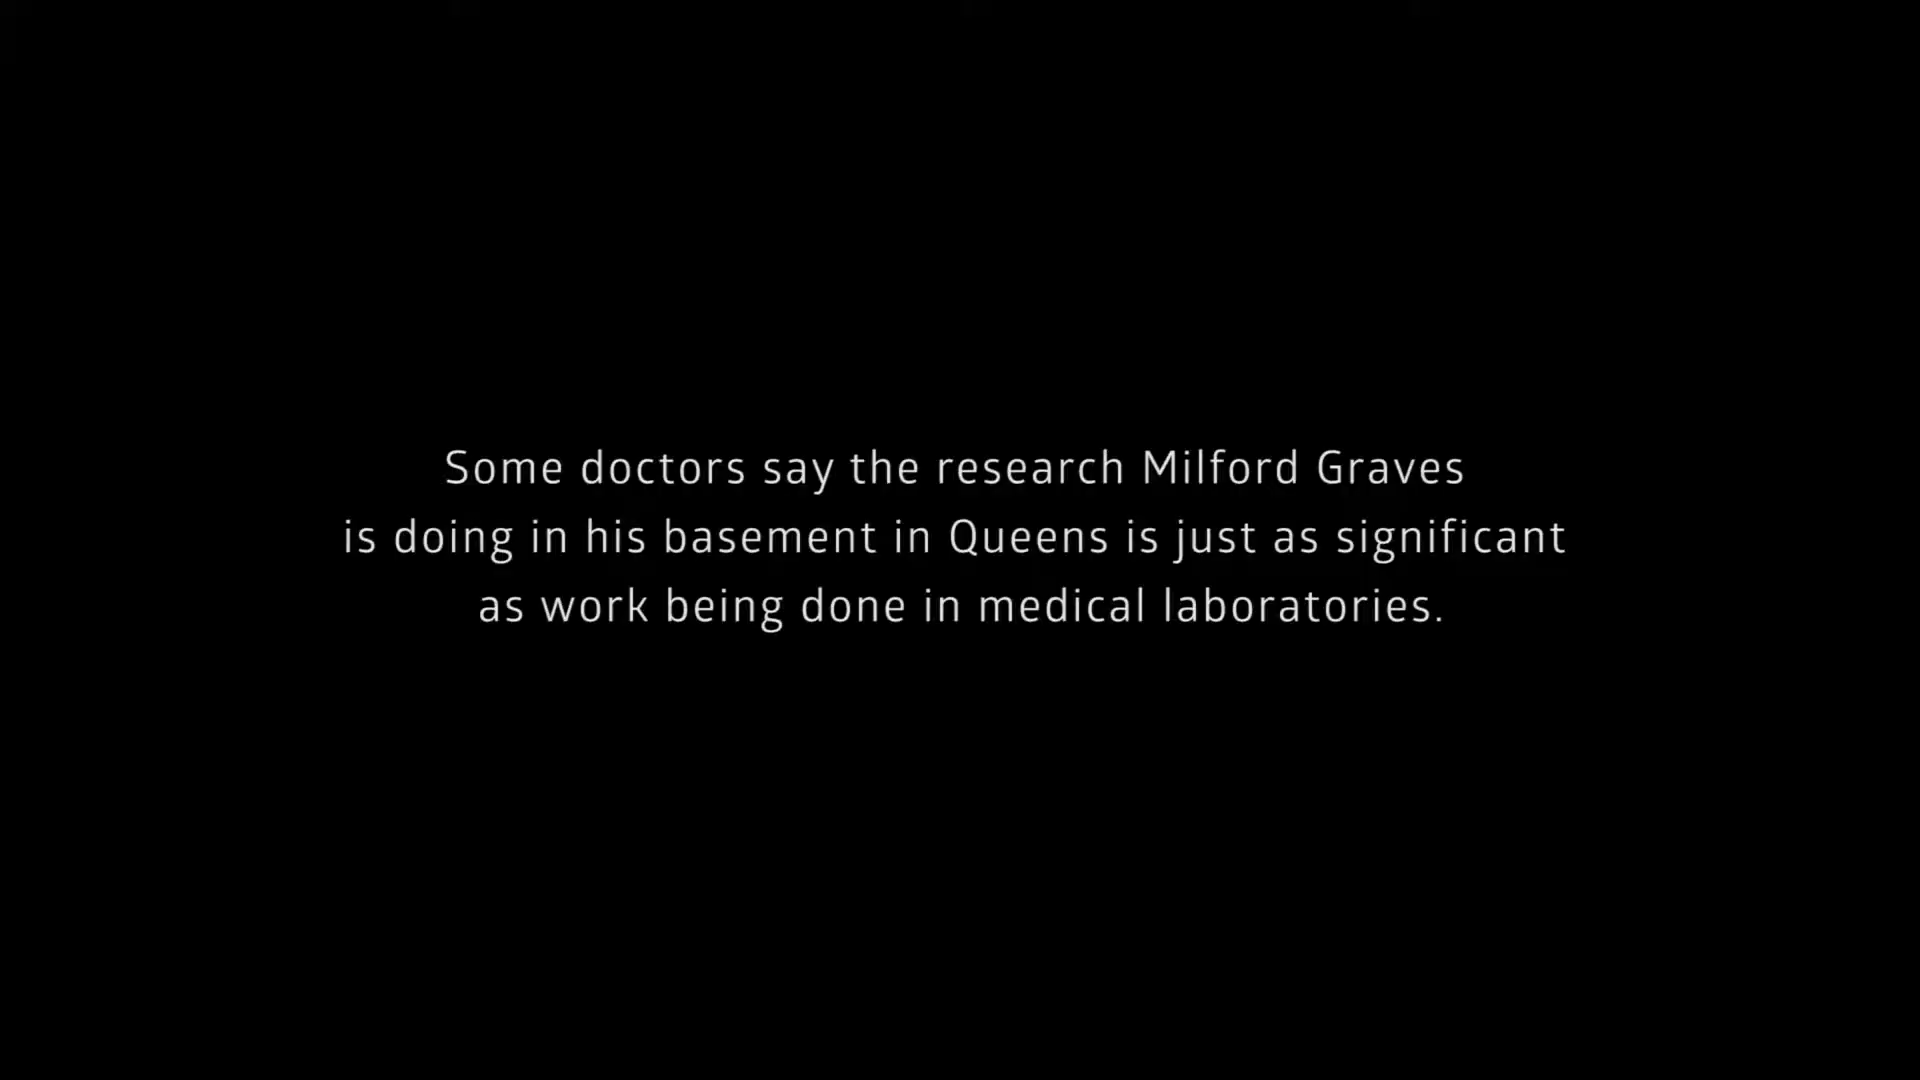 Some doctors say the research Milford Graves
is doing in his basement in Queens is just as significant
as work being done in medical laboratories.